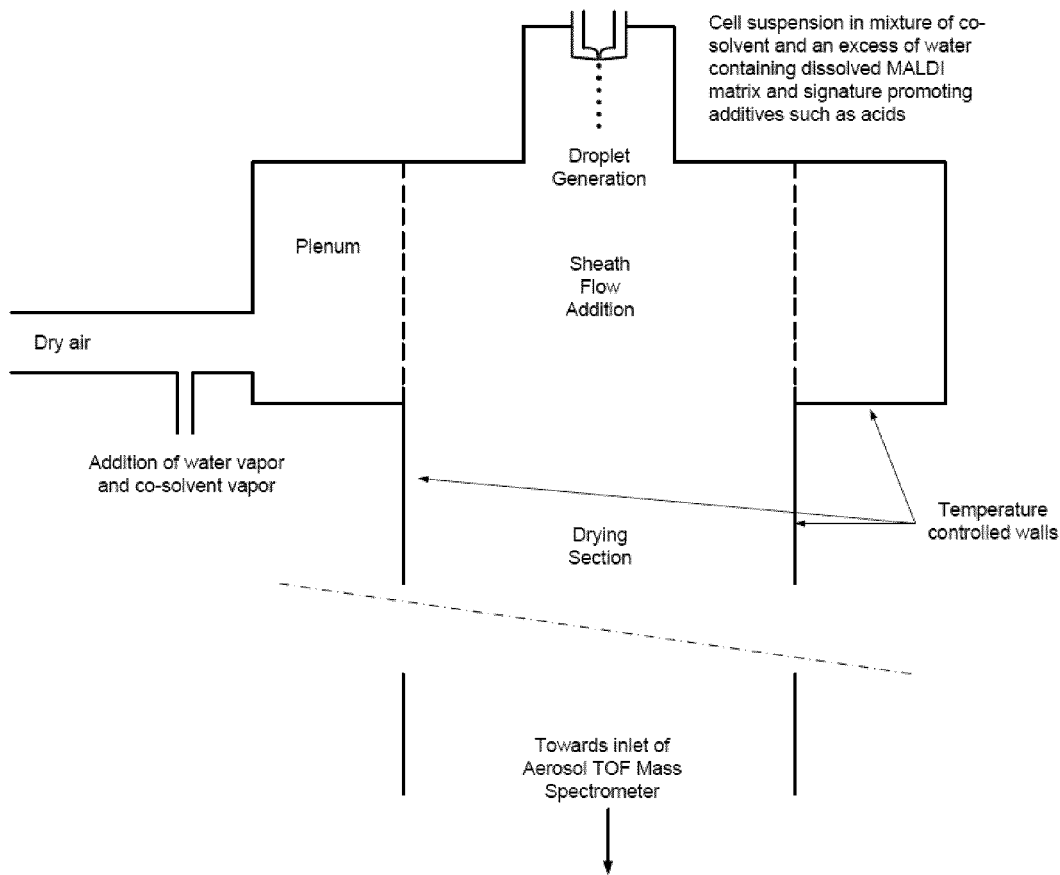 Cell suspension in mixture of co-
solvent and an excess of water
containing dissolved MALDI
matrix and signature promoting
additives such as acids
Droplet
Generation
Plenum
Sheath
Flow
Addition
Dry air
Addition of water vapor
and co-solvent vapor
Drying
Section
Temperature
controlled walls
Towards inlet of
Aerosol TOF Mass
Spectrometer